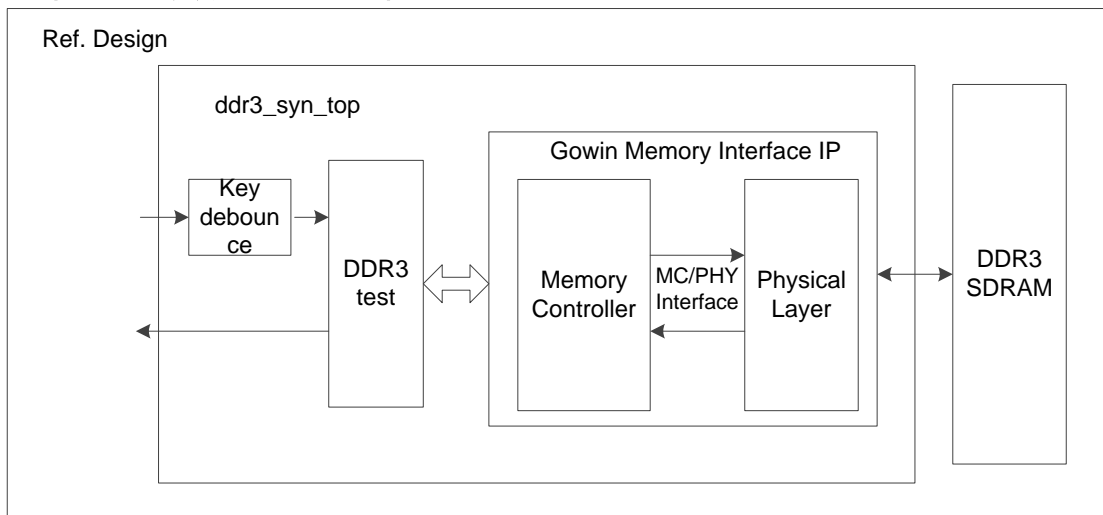 Ref. Design
ddr3_syn_top
Gowin Memory Interface IP
Key
deboun
ce
DDR3
test
Memory
Controller
MC/PHY
Interface
Physical
Layer
DDR3
SDRAM